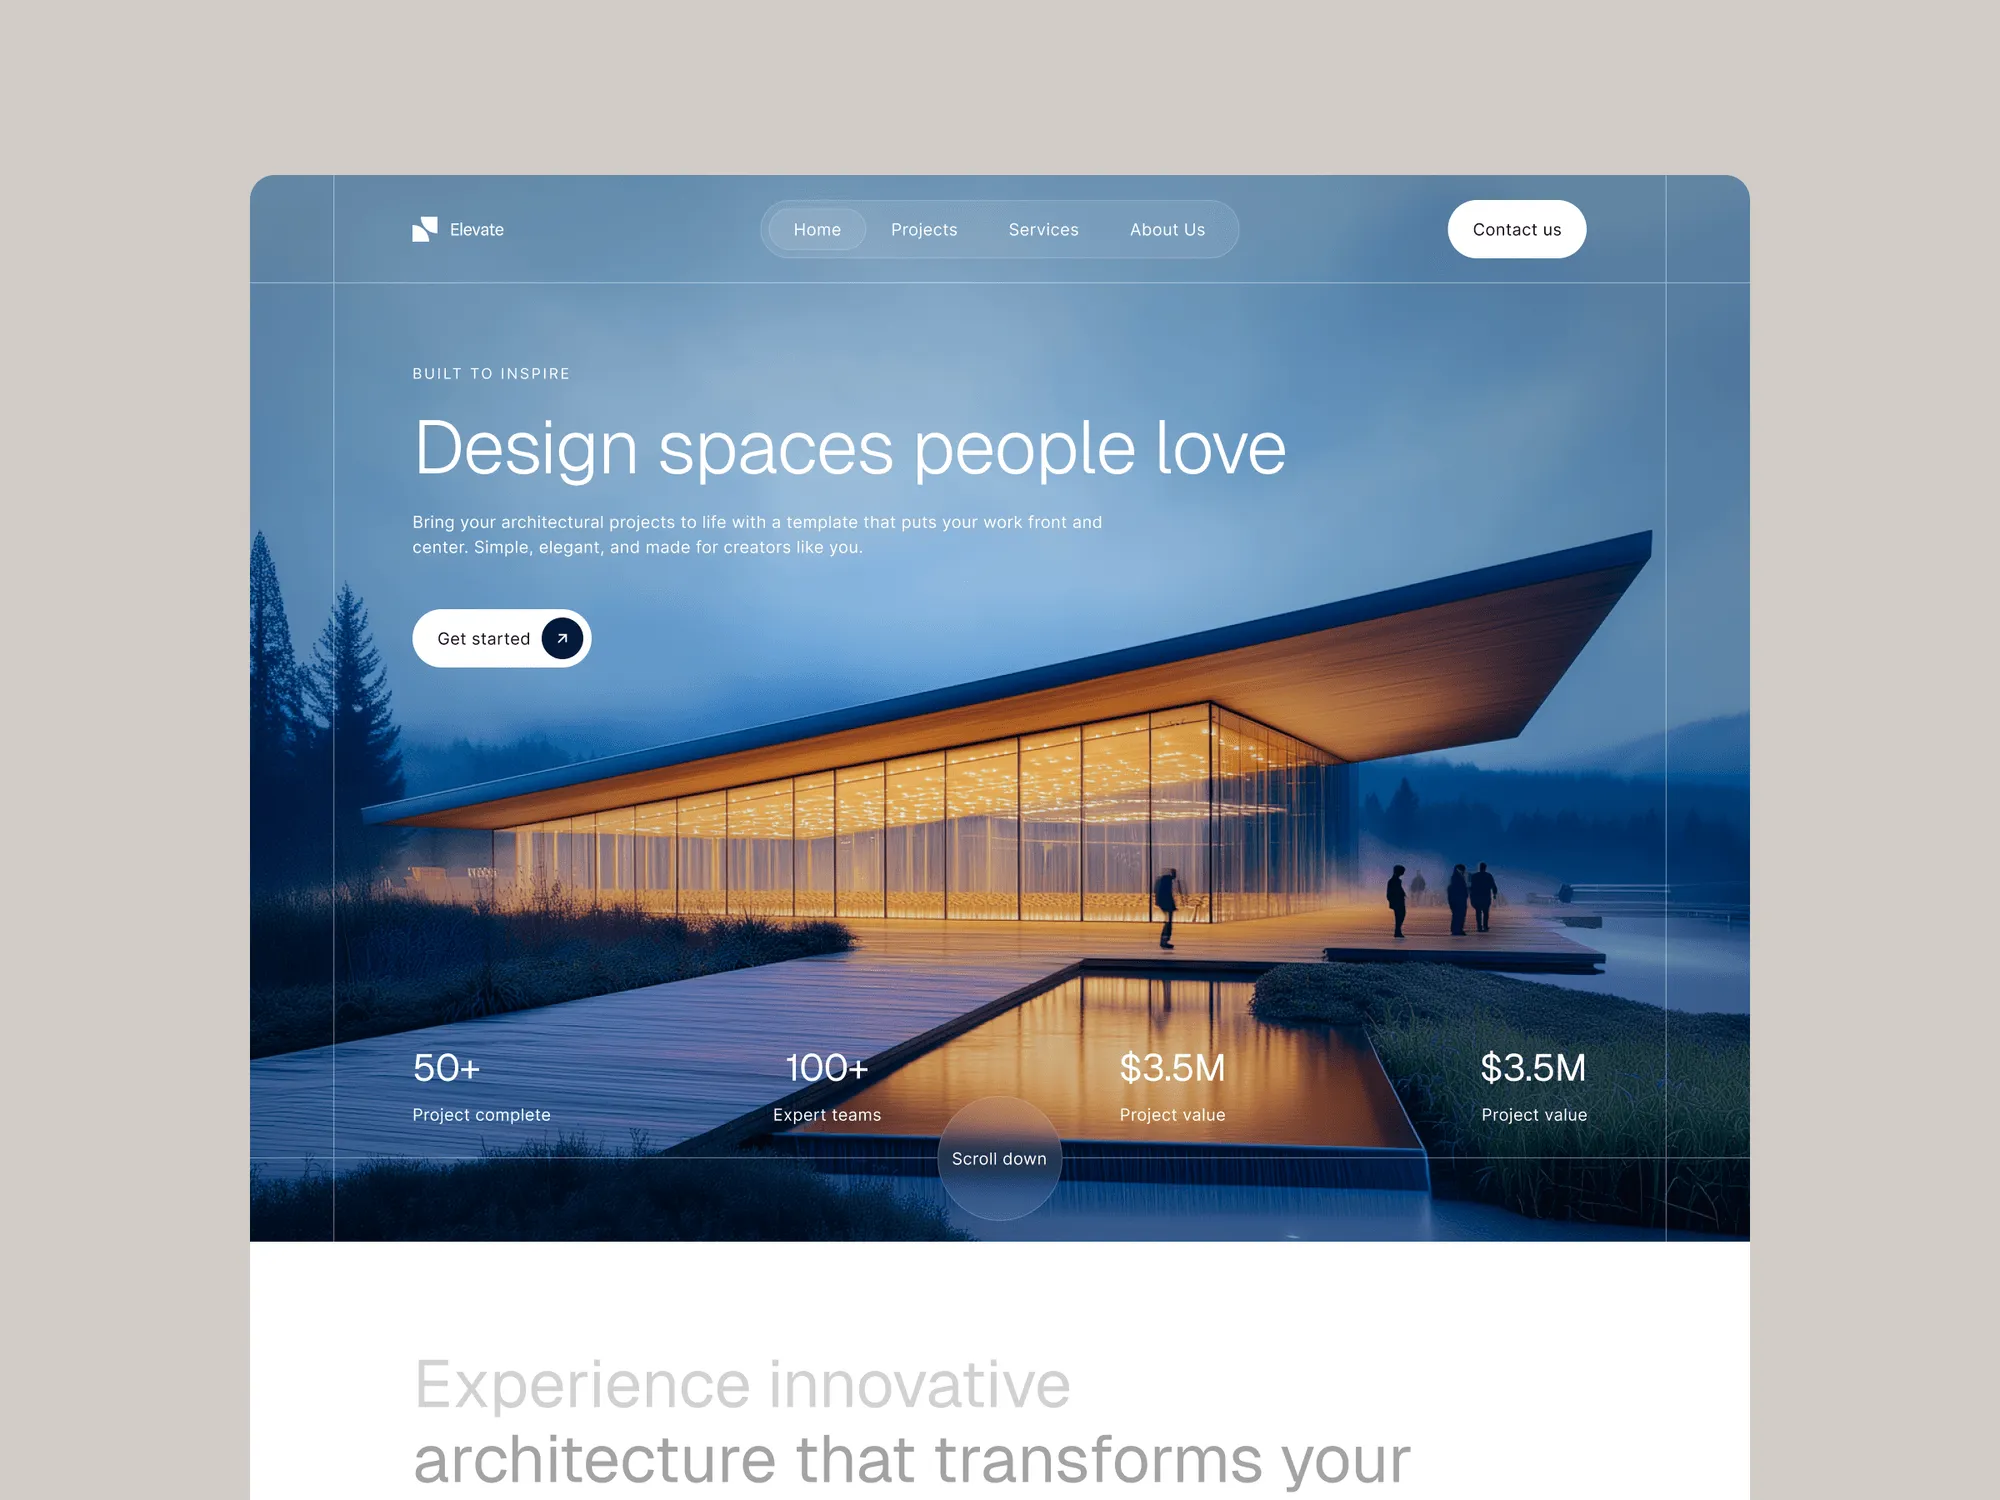 Elevate
Home
Projects
Services
About Us
Contact us
BUILT TO INSPIRE
Design spaces people love
Bring your architectural projects to life with a template that puts your work front and
center. Simple, elegant, and made for creators like you.
Get started
50+
Project complete
100+
Expert teams
$3.5M
Project value
$3.5M
Project value
Scroll down
Experience innovative
architecture that transforms your